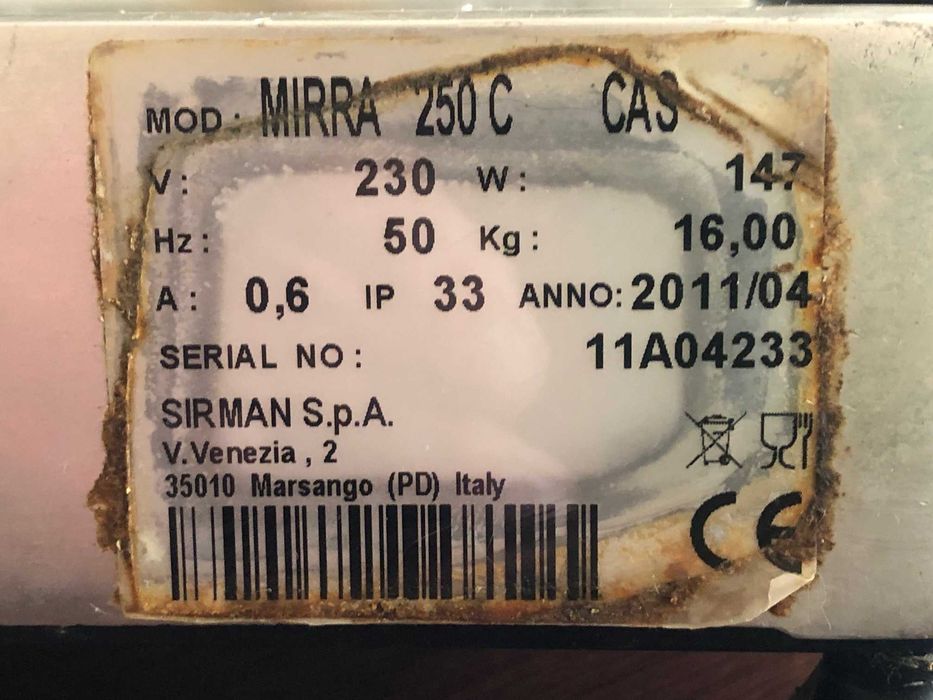 MOD: MIRRA 250 C CAS
V: 230 W: 147
Hz: 50 Kg: 16,00
A: 0,6 IP 33 ANNO: 2011/04
SERIAL NO: 11A04233
SIRMAN S.p.A.
V.Venezia , 2
35010 Marsango (PD) Italy
CE